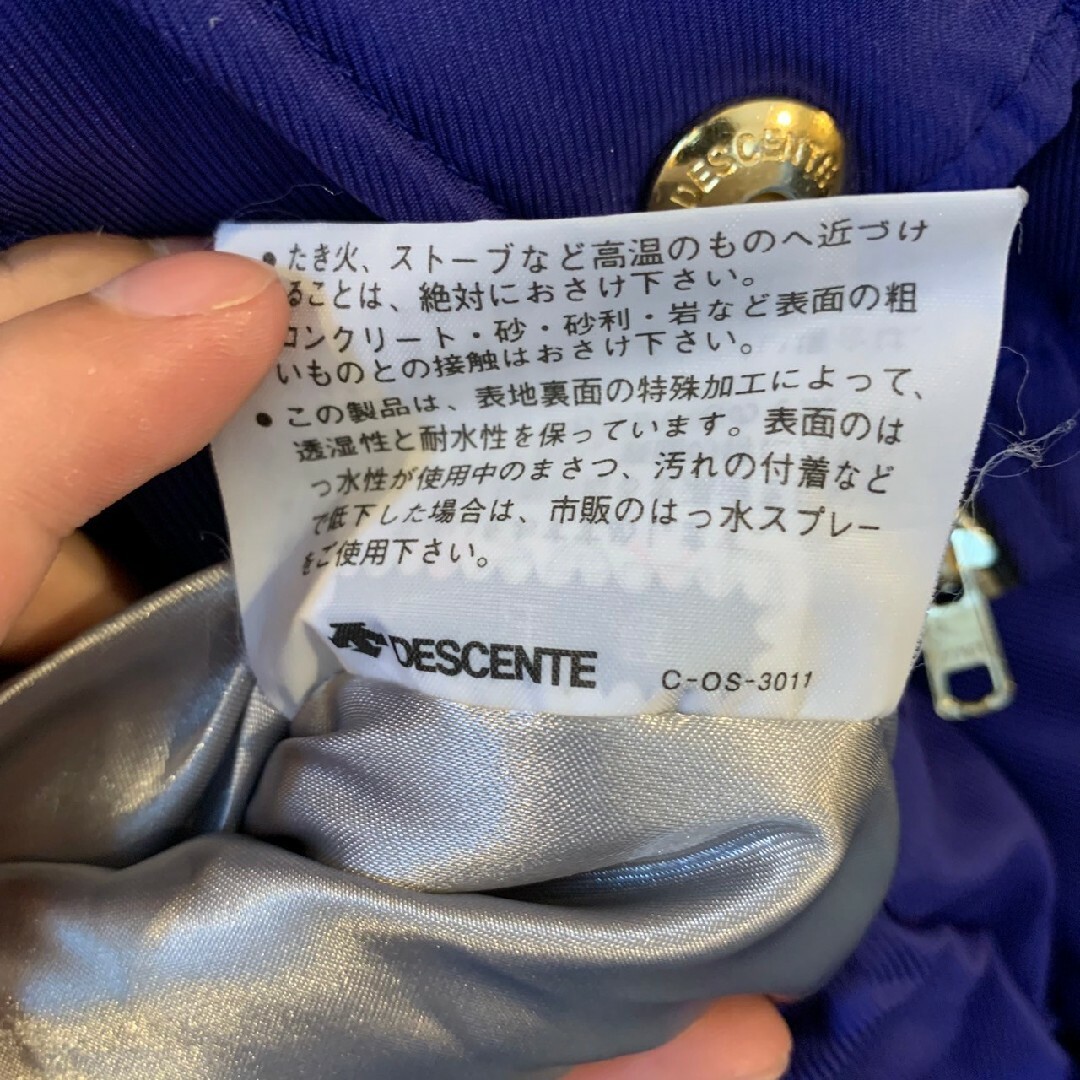 DESCENTE
• たき火、ストーブなど高温のものへ近づけ
ることは、絶対におさけ下さい。
コンクリート・砂・砂利・岩など表面の粗
いものとの接触はおさけ下さい。
• この製品は、表地裏面の特殊加工によって、
透湿性と耐水性を保っています。表面のは
っ水性が使用中のまさつ、汚れの付着など
で低下した場合は、市販のはっ水スプレー
をご使用下さい。
DESCENTE C-OS-3011